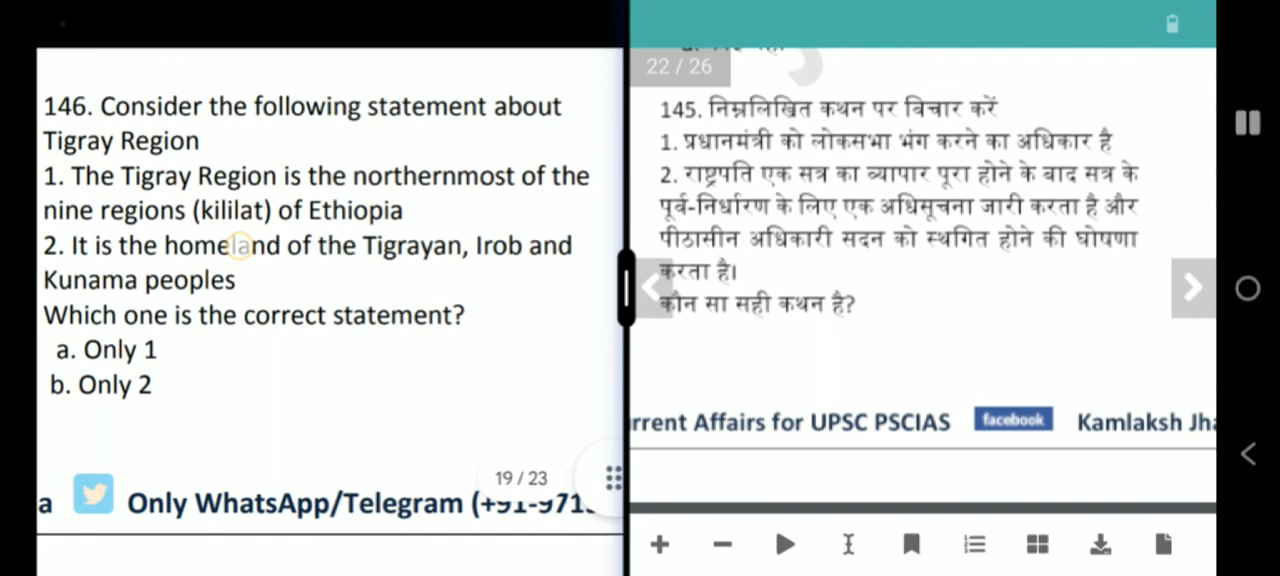 146. Consider the following statement about
Tigray Region
1. The Tigray Region is the northernmost of the
nine regions (kililat) of Ethiopia
2. It is the homeland of the Tigrayan, Irob and
Kunama peoples
Which one is the correct statement?
a. Only 1
b. Only 2
19 / 23
a Only WhatsApp/Telegram
22 / 26
145. निम्नलिखित कथन पर विचार करें
1. प्रधानमंत्री को लोकसभा भंग करने का अधिकार है
2. राष्ट्रपति एक सत्र का व्यापार पूरा होने के बाद सत्र के
पूर्व-निर्धारण के लिए एक अधिसूचना जारी करता है और
पीठासीन अधिकारी सदन को स्थगित होने की घोषणा
करता है।
कौन सा सही कथन है?
rrent Affairs for UPSC PSCIAS facebook Kamlaksh Jha